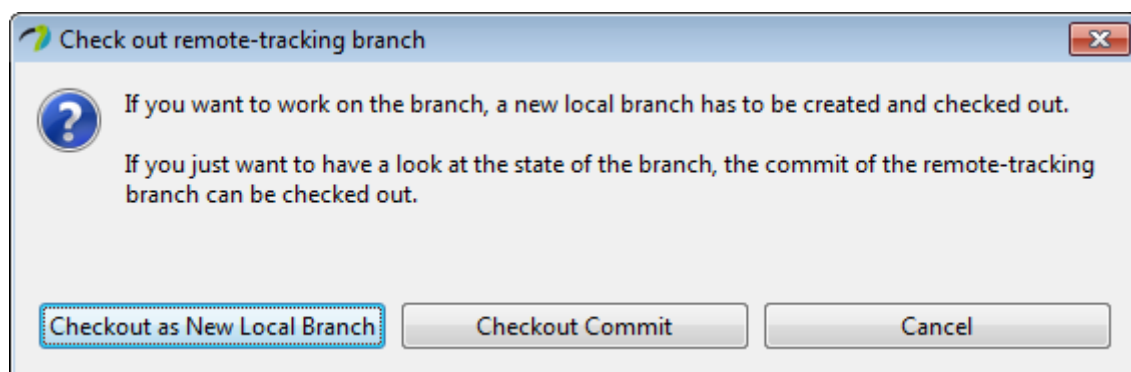 Check out remote-tracking branch
If you want to work on the branch, a new local branch has to be created and checked out.
If you just want to have a look at the state of the branch, the commit of the remote-tracking
branch can be checked out.
Checkout as New Local Branch
Checkout Commit
Cancel